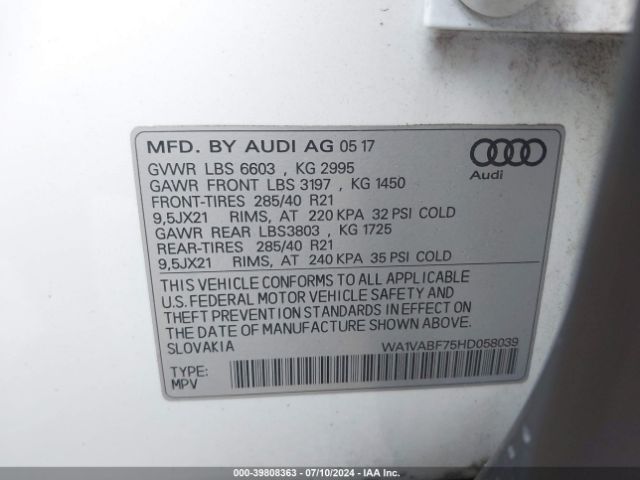 MFD. BY AUDI AG 05 17
GVWR LBS 6603 , KG 2995
GAWR FRONT LBS 3197 , KG 1450
FRONT-TIRES 285/40 R21
9,5JX21 RIMS, AT 220 KPA 32 PSI COLD
GAWR REAR LBS3803 , KG 1725
REAR-TIRES 285/40 R21
9,5JX21 RIMS, AT 240 KPA 35 PSI COLD
Audi
THIS VEHICLE CONFORMS TO ALL APPLICABLE
U.S. FEDERAL MOTOR VEHICLE SAFETY AND
THEFT PREVENTION STANDARDS IN EFFECT ON
THE DATE OF MANUFACTURE SHOWN ABOVE.
SLOVAKIA WA1VABF75HD058039
TYPE:
MPV
000-39808363 - 07/10/2024 - IAA Inc.